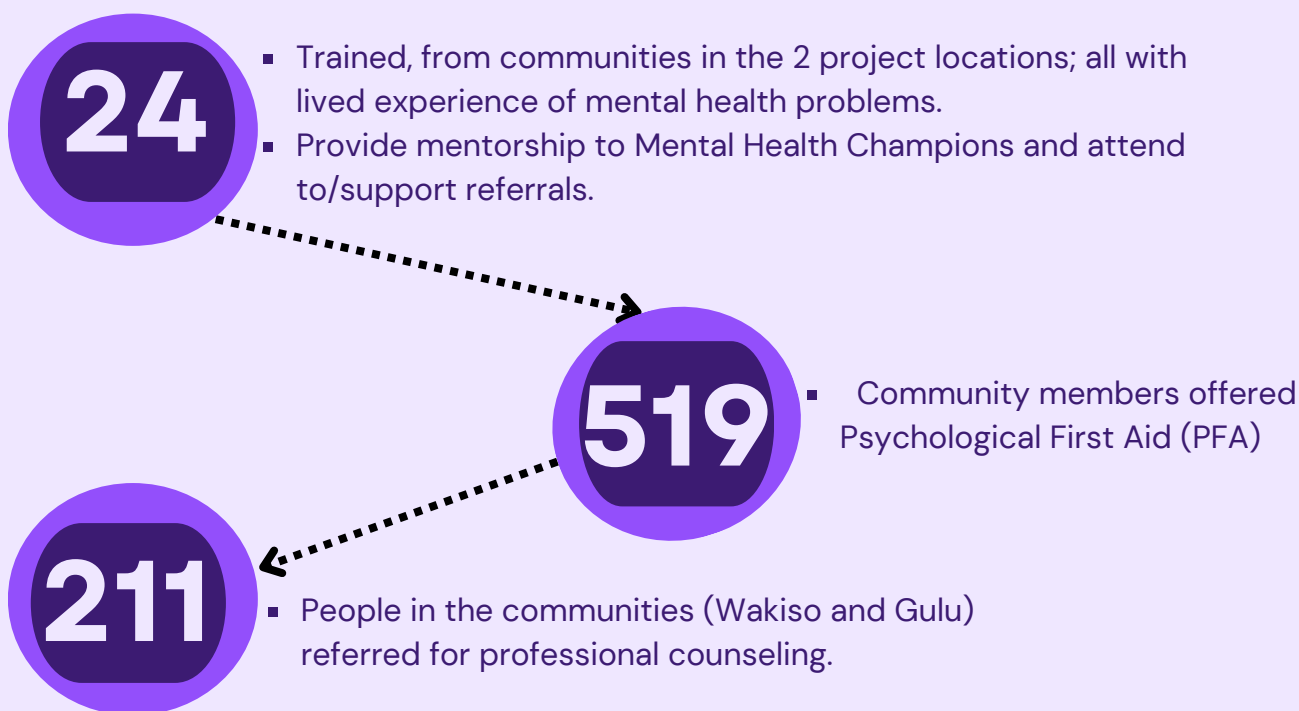 24
▪ Trained, from communities in the 2 project locations; all with
lived experience of mental health problems.
▪ Provide mentorship to Mental Health Champions and attend
to/support referrals.
519
▪ Community members offered
Psychological First Aid (PFA)
211
▪ People in the communities (Wakiso and Gulu)
referred for professional counseling.